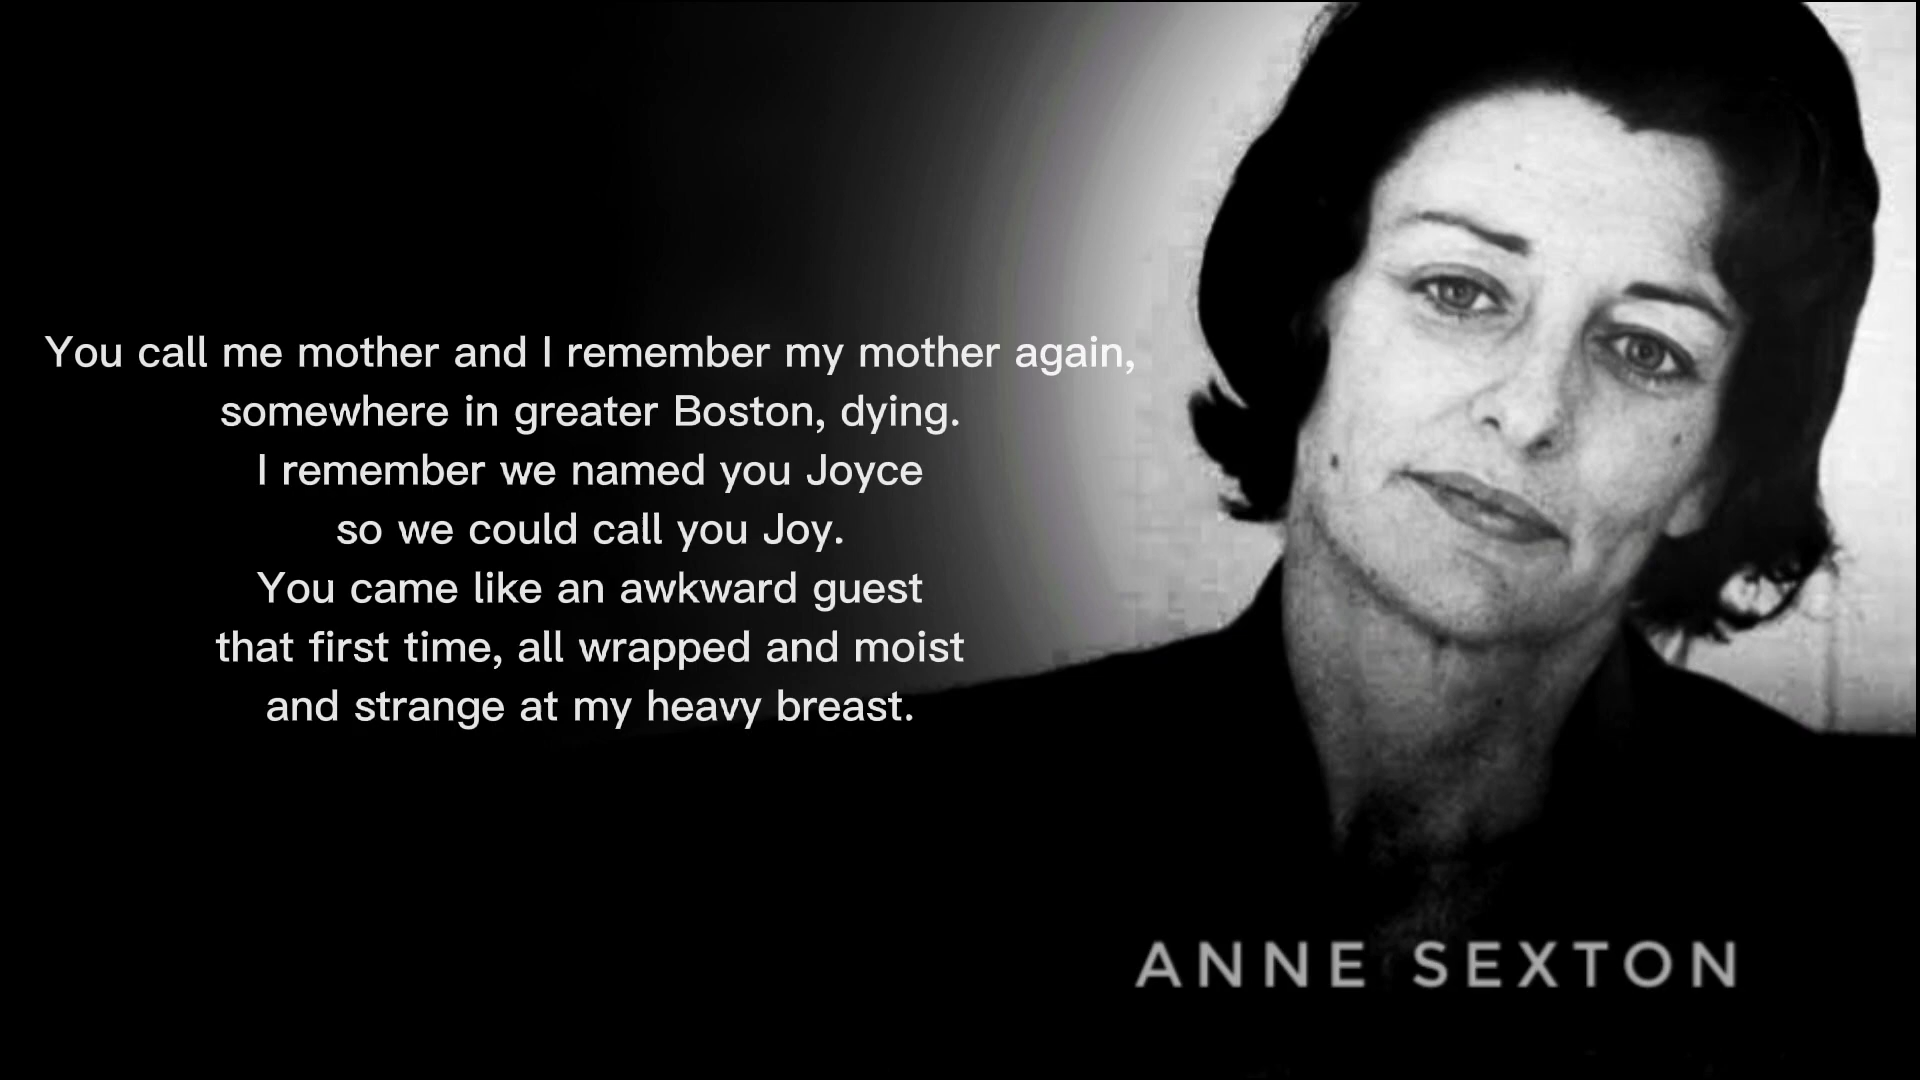 You call me mother and I remember my mother again,
somewhere in greater Boston, dying.
I remember we named you Joyce
so we could call you Joy.
You came like an awkward guest
that first time, all wrapped and moist
and strange at my heavy breast.
ANNE SEXTON